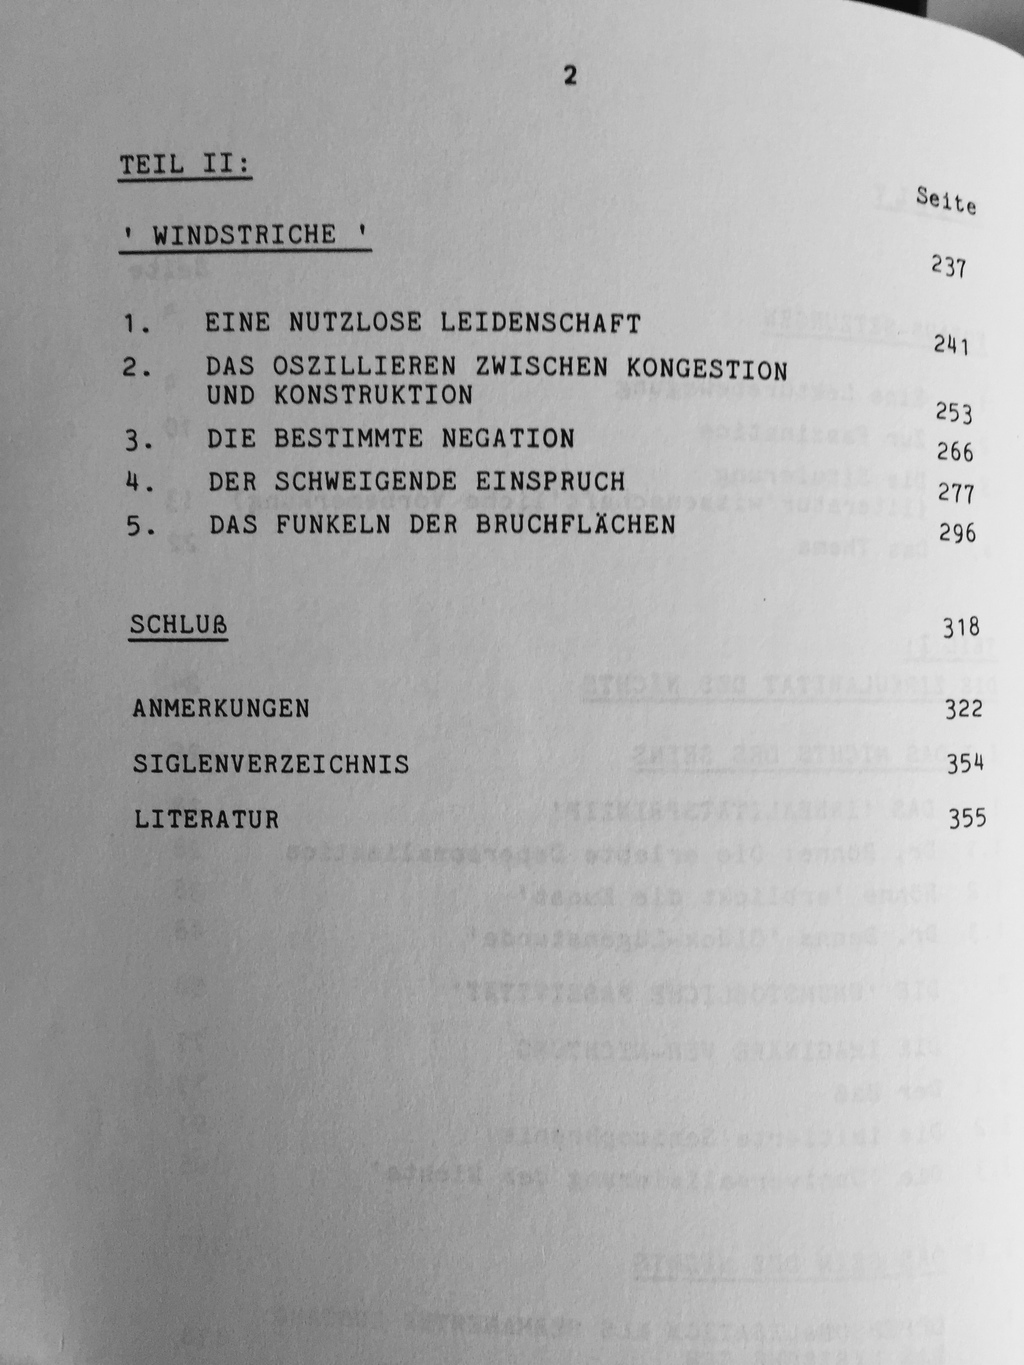 2
TEIL II:
Seite
' WINDSTRICHE '
237
1. EINE NUTZLOSE LEIDENSCHAFT
241
2. DAS OSZILLIEREN ZWISCHEN KONGESTION
UND KONSTRUKTION
253
3. DIE BESTIMMTE NEGATION
266
4. DER SCHWEIGENDE EINSPRUCH
277
5. DAS FUNKELN DER BRUCHFLÄCHEN
296
SCHLUß
318
ANMERKUNGEN
322
SIGLENVERZEICHNIS
354
LITERATUR
355